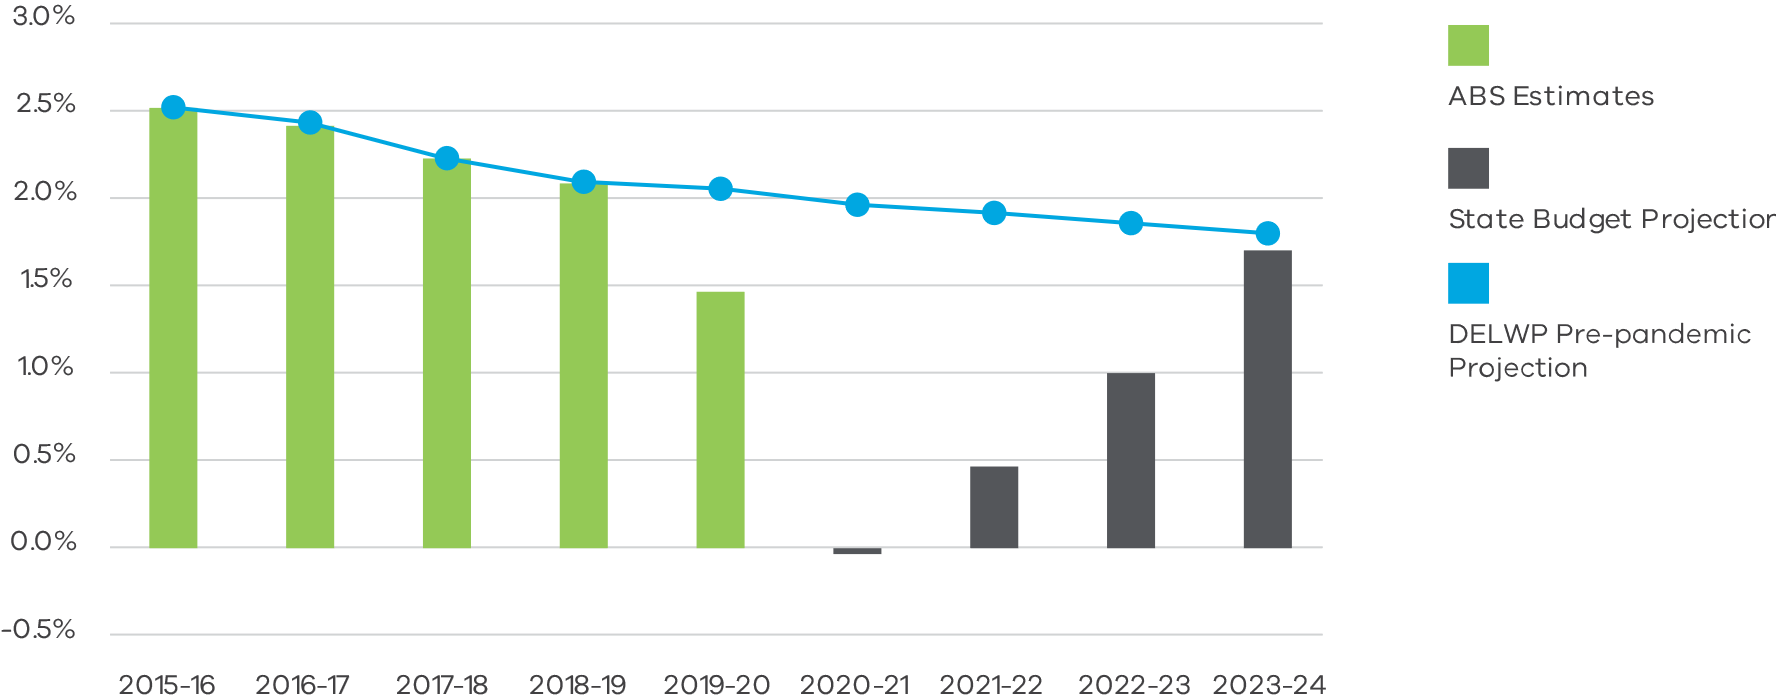 3.0%
2.5%
2.0%
1.5%
1.0%
0.5%
0.0%
-0.5%
2015-16 2016-17 2017-18 2018-19 2019-20 2020-21 2021-22 2022-23 2023-24
ABS Estimates
State Budget Projection
DELWP Pre-pandemic
Projection